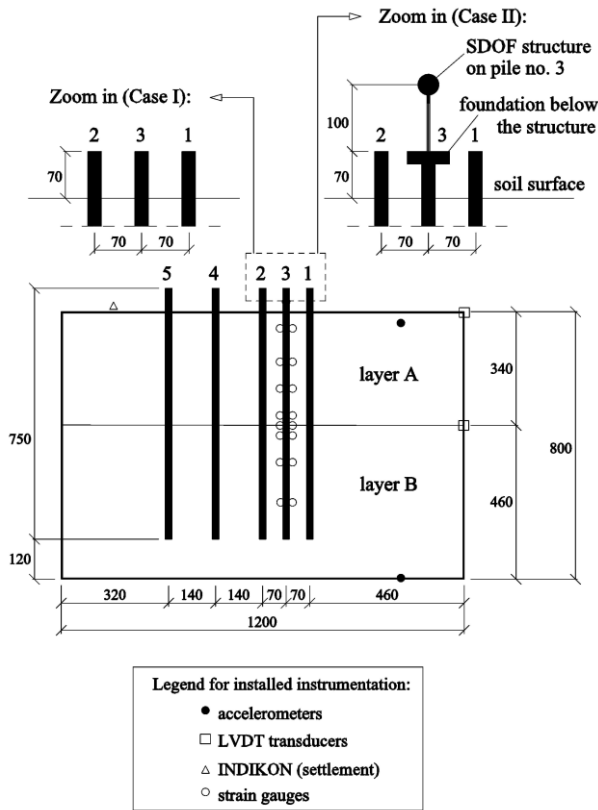 Zoom in (Case II):
SDOF structure
on pile no. 3
Zoom in (Case I):
foundation below
the structure
100
2 3 1
2 3 1
70
70
soil surface
70 70
70 70
5 4 2 3 1
layer A
340
750
800
layer B
460
120
320 140 140 70 70 460
1200
Legend for installed instrumentation:
accelerometers
LVDT transducers
INDIKON (settlement)
strain gauges